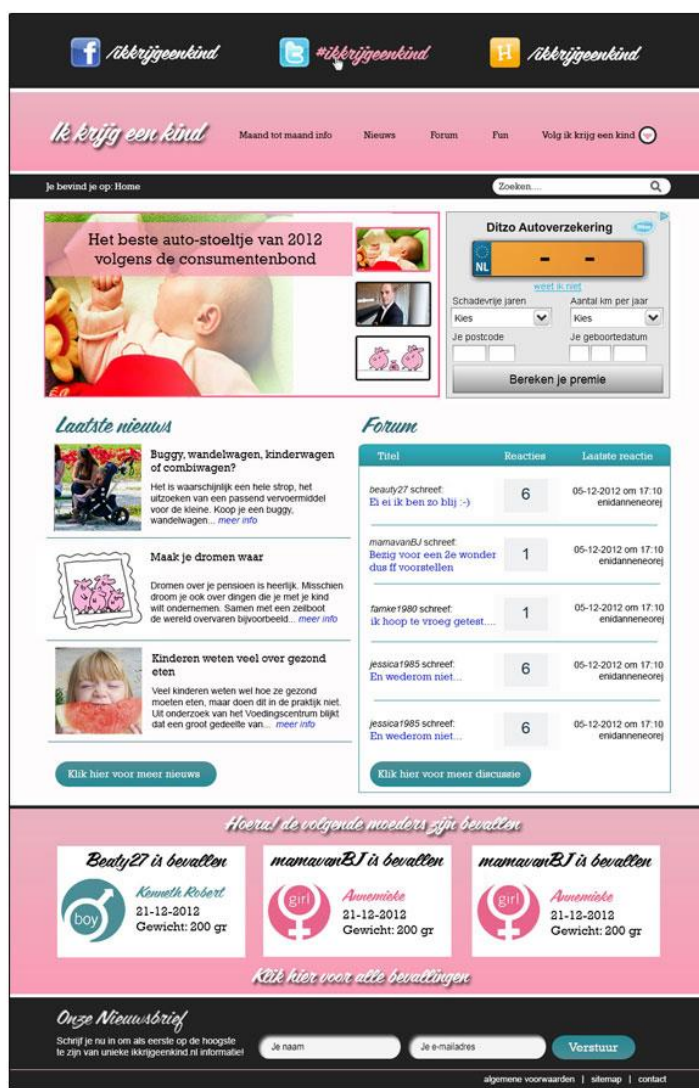 /ikkrijgeenkind
#ikkrijgeenkind
H
/ikkrijgeenkind
Ik krijg een kind
Maand tot maand info
Nieuws
Forum
Fun
Volg ik krijg een kind
Je bevind je op: Home
Zoeken....
Het beste auto-stoeltje van 2012
volgens de consumentenbond
Ditzo Autoverzekering
NL
- -
weet ik niet
Schadevrije jaren
Aantal km per jaar
Kies
Kies
Je postcode
Je geboortedatum
Bereken je premie
Laatste nieuws
Buggy, wandelwagen, kinderwagen
of combiwagen?
Het is waarschijnlijk een hele strop, het
uitzoeken van een passend vervoermiddel
voor de kleine. Koop je een buggy,
wandelwagen... meer info
Maak je dromen waar
Dromen over je pensioen is heerlijk. Misschien
droom je ook over dingen die je met je kind
wilt ondernemen. Samen met een zeilboot
de wereld overvaren bijvoorbeeld... meer info
Kinderen weten veel over gezond
eten
Veel kinderen weten wel hoe ze gezond
moeten eten, maar doen dit in de praktijk niet.
Uit onderzoek van het Voedingscentrum blijkt
dat een groot gedeelte van... meer info
Klik hier voor meer nieuws
Forum
Titel
Reacties
Laatste reactie
beauty27 schreef:
Ei ei ik ben zo blij :-)
6
05-12-2012 om 17:10
enidanneneorej
mamavanBJ schreef:
Bezig voor een 2e wonder
dus ff voorstellen
1
05-12-2012 om 17:10
enidanneneorej
famke1980 schreef:
ik hoop te vroeg getest....
1
05-12-2012 om 17:10
enidanneneorej
jessica1985 schreef:
En wederom niet...
6
05-12-2012 om 17:10
enidanneneorej
jessica1985 schreef:
En wederom niet...
6
05-12-2012 om 17:10
enidanneneorej
Klik hier voor meer discussie
Hoera! de volgende moeders zijn bevallen
Beaty27 is bevallen
boy
Kenneth Robert
21-12-2012
Gewicht: 200 gr
mamavanBJ is bevallen
girl
Annemieke
21-12-2012
Gewicht: 200 gr
mamavanBJ is bevallen
girl
Annemieke
21-12-2012
Gewicht: 200 gr
Klik hier voor alle bevallingen
Onze Nieuwsbrief
Schrijf je nu in om als eerste op de hoogste
te zijn van unieke ikkrijgeenkind.nl informatie!
Je naam
Je e-mailadres
Verstuur
algemene voorwaarden | sitemap | contact